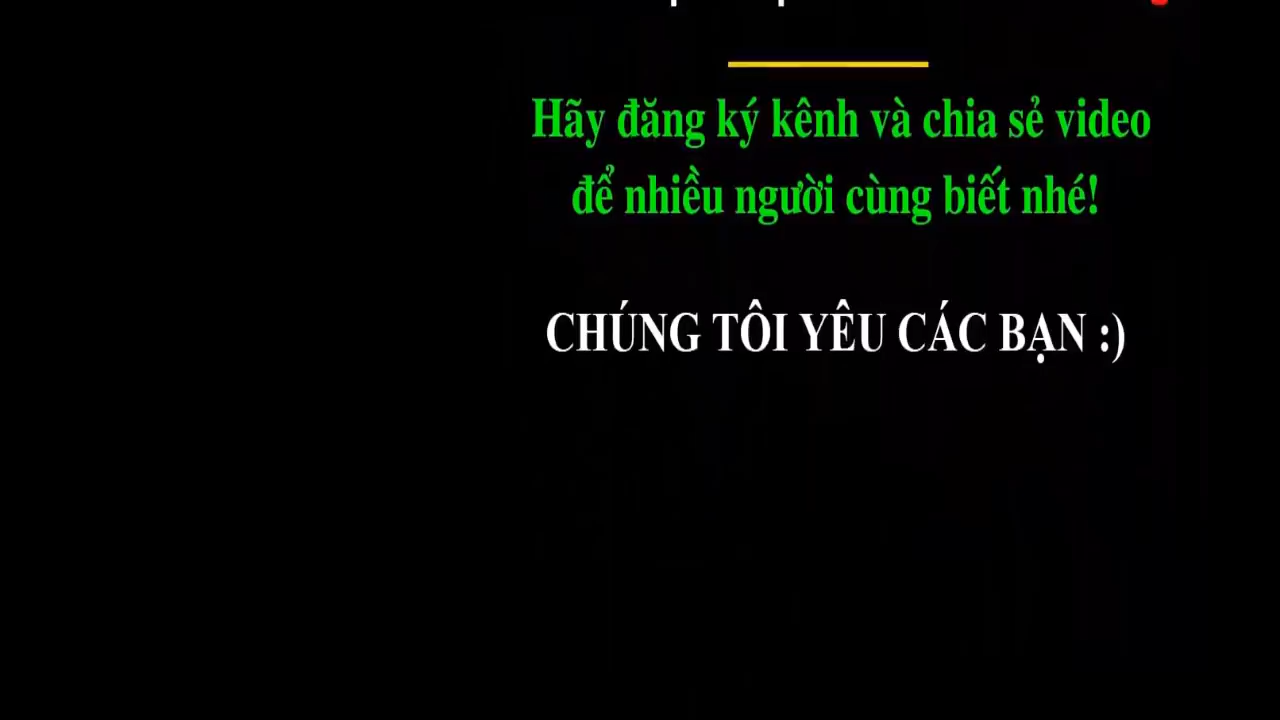 Hãy đăng ký kênh và chia sẻ video
để nhiều người cùng biết nhé!
CHÚNG TÔI YÊU CÁC BẠN :)